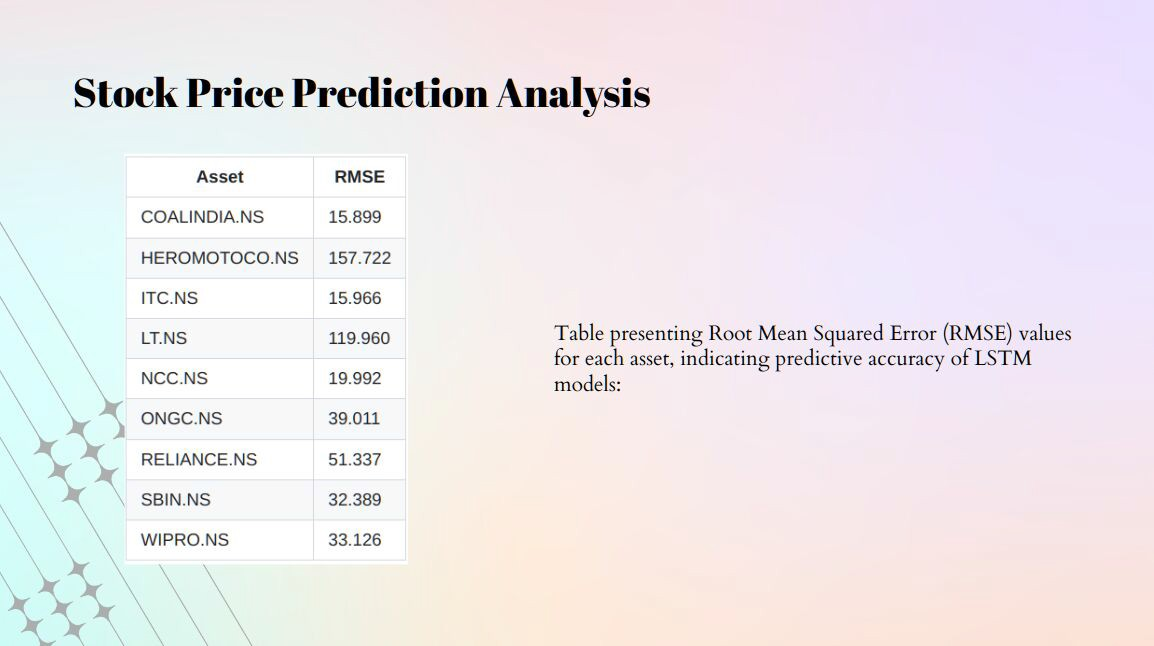 Stock Price Prediction Analysis
Asset RMSE
COALINDIA.NS 15.899
HEROMOTOCO.NS 157.722
ITC.NS 15.966
LT.NS 119.960
NCC.NS 19.992
ONGC.NS 39.011
RELIANCE.NS 51.337
SBIN.NS 32.389
WIPRO.NS 33.126
Table presenting Root Mean Squared Error (RMSE) values
for each asset, indicating predictive accuracy of LSTM
models: